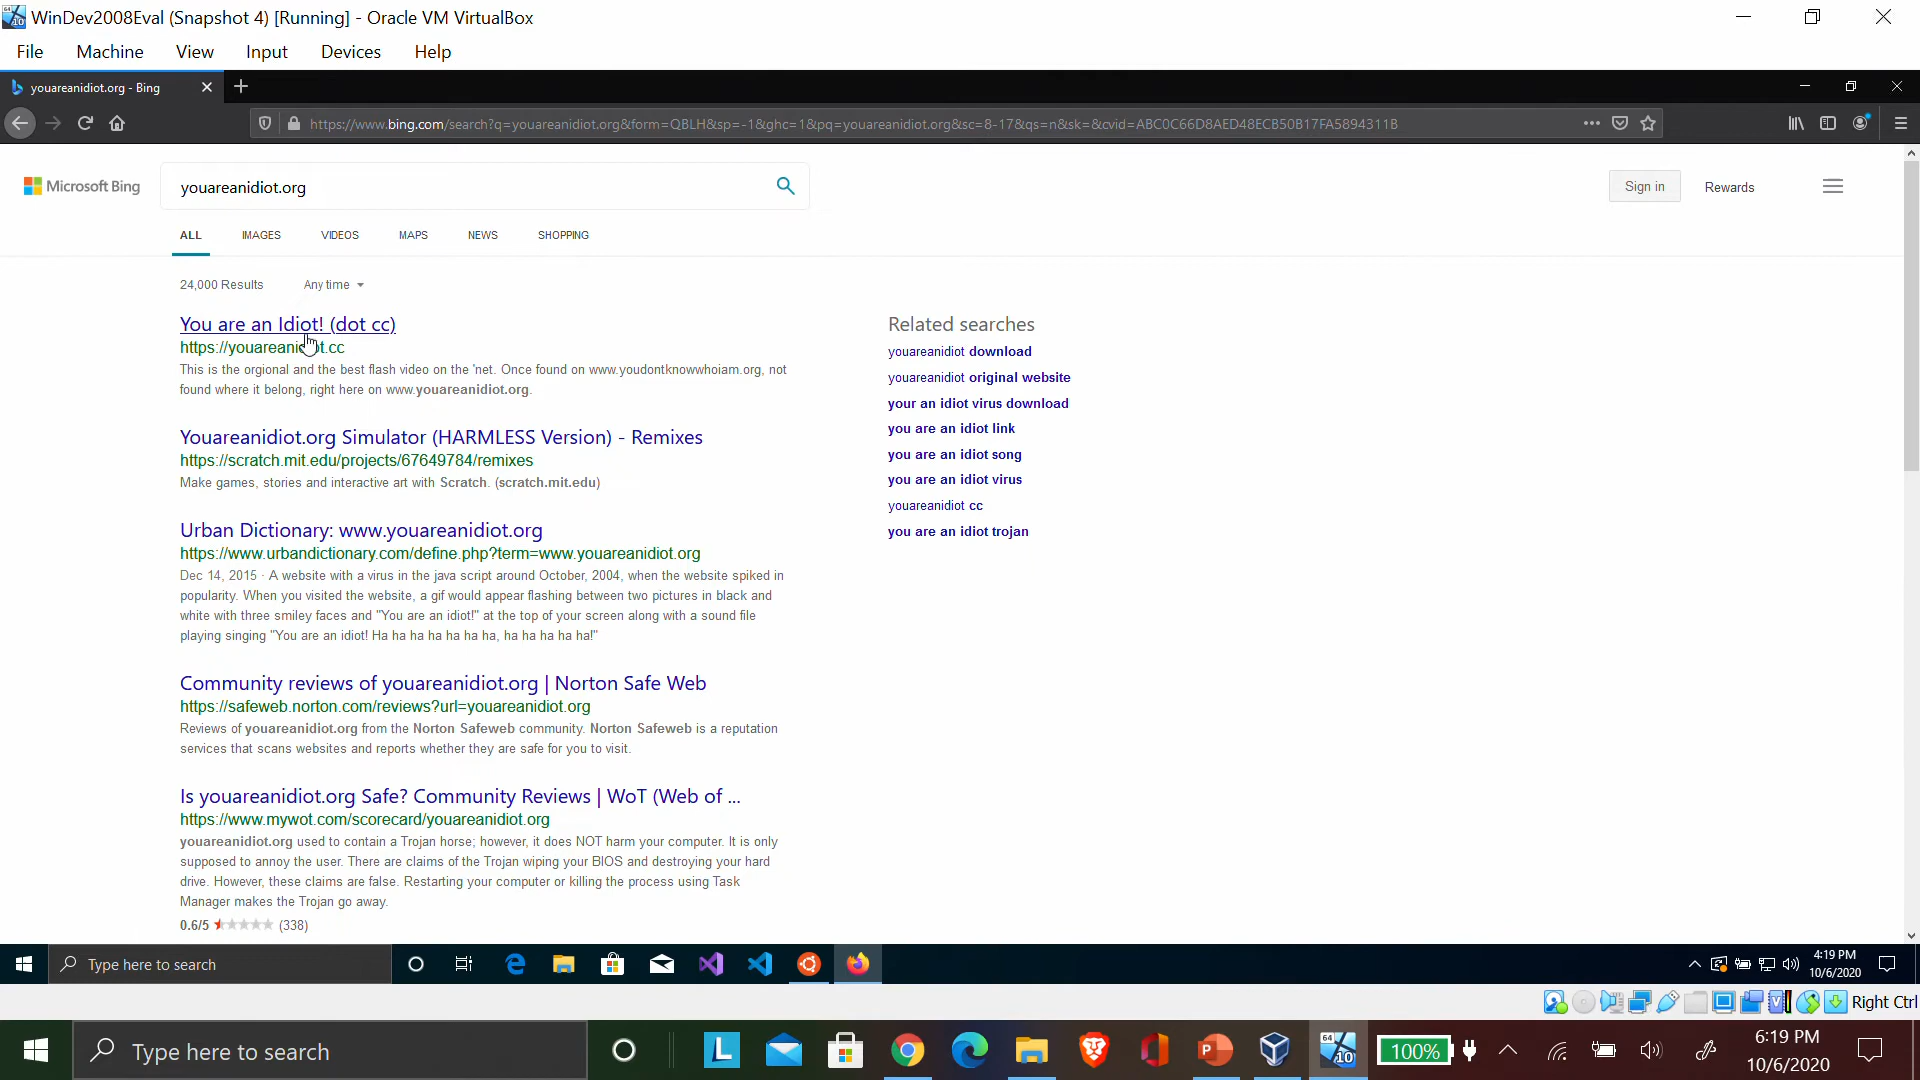 WinDev2008Eval (Snapshot 4) [Running] - Oracle VM VirtualBox
File Machine View Input Devices Help
youareanidiot.org - Bing
https://www.bing.com/search?q=youareanidiot.org&form=QBLH&sp=-1&ghc=1&pq=youareanidiot.org&sc=8-17&qs=n&sk=&cvid=ABC0C66D8AED48ECB50B17FA5894311B
Microsoft Bing
youareanidiot.org
Sign in
Rewards
ALL IMAGES VIDEOS MAPS NEWS SHOPPING
24,000 Results Any time
You are an Idiot! (dot cc)
https://youareanidiot.cc
This is the orgional and the best flash video on the 'net. Once found on www.youdontknowwhoiam.org, not
found where it belong, right here on www.youareanidiot.org.
Youareanidiot.org Simulator (HARMLESS Version) - Remixes
https://scratch.mit.edu/projects/67649784/remixes
Make games, stories and interactive art with Scratch. (scratch.mit.edu)
Urban Dictionary: www.youareanidiot.org
https://www.urbandictionary.com/define.php?term=www.youareanidiot.org
Dec 14, 2015 · A website with a virus in the java script around October, 2004, when the website spiked in
popularity. When you visited the website, a gif would appear flashing between two pictures in black and
white with three smiley faces and "You are an idiot!" at the top of your screen along with a sound file
playing singing "You are an idiot! Ha ha ha ha ha ha ha, ha ha ha ha ha!"
Community reviews of youareanidiot.org | Norton Safe Web
https://safeweb.norton.com/reviews?url=youareanidiot.org
Reviews of youareanidiot.org from the Norton Safeweb community. Norton Safeweb is a reputation
services that scans websites and reports whether they are safe for you to visit.
Is youareanidiot.org Safe? Community Reviews | WoT (Web of ...
https://www.mywot.com/scorecard/youareanidiot.org
youareanidiot.org used to contain a Trojan horse; however, it does NOT harm your computer. It is only
supposed to annoy the user. There are claims of the Trojan wiping your BIOS and destroying your hard
drive. However, these claims are false. Restarting your computer or killing the process using Task
Manager makes the Trojan go away.
0.6/5 (338)
Related searches
youareanidiot download
youareanidiot original website
your an idiot virus download
you are an idiot link
you are an idiot song
you are an idiot virus
youareanidiot cc
you are an idiot trojan
Type here to search
4:19 PM
10/6/2020
Right Ctrl
Type here to search
100%
6:19 PM
10/6/2020